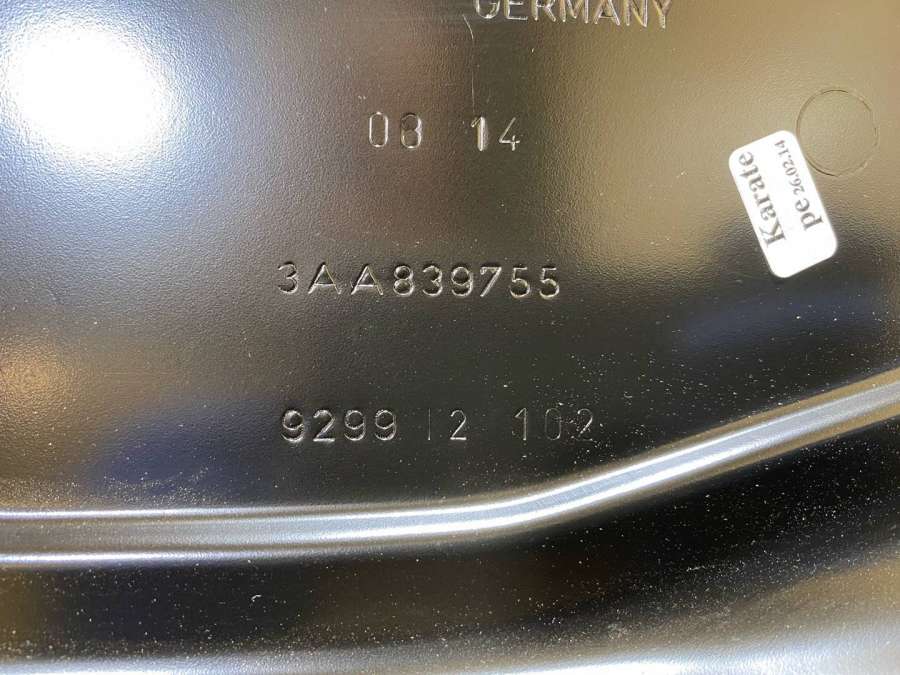 GERMANY
08 14
Karate
pe 26.02.14
3AA839755
9299 12 102